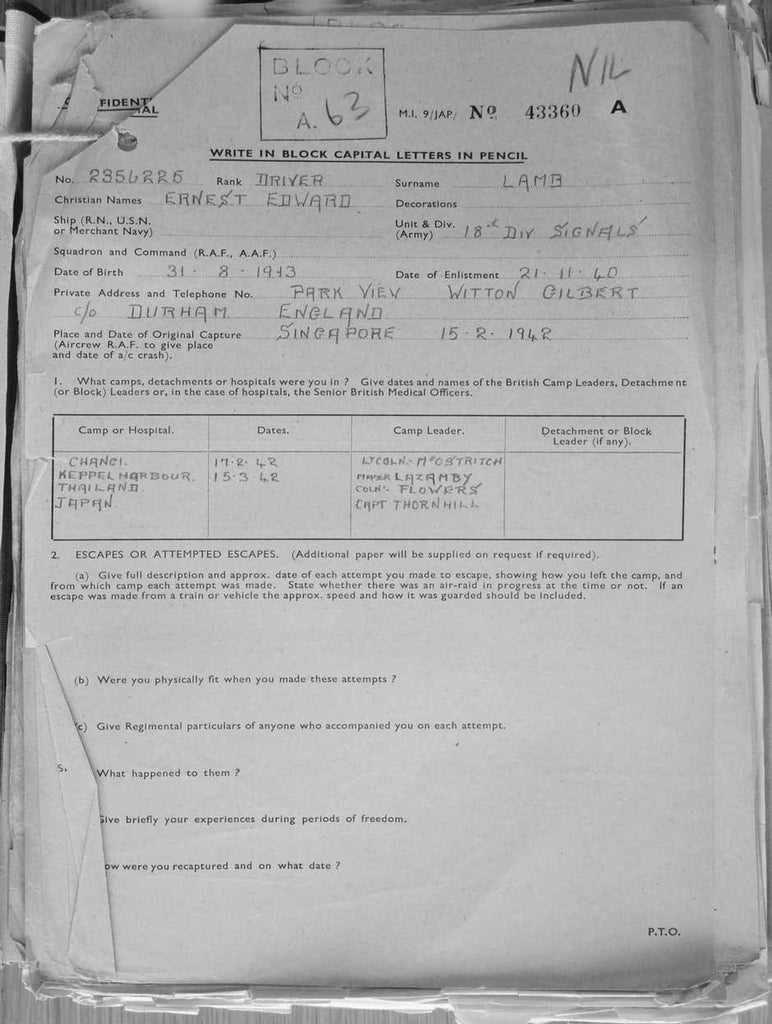 BLOCK
No
A. 63
NIL
FIDENT
IAL
M.I. 9/JAP/ No 43360 A
WRITE IN BLOCK CAPITAL LETTERS IN PENCIL
No. 2356225 Rank DRIVER Surname LAMB
Christian Names ERNEST EDWARD Decorations
Ship (R.N., U.S.N. or Merchant Navy) Unit & Div. (Army) 18th DIV SIGNALS
Squadron and Command (R.A.F., A.A.F.)
Date of Birth 31-8-1913 Date of Enlistment 21-11-40
Private Address and Telephone No. PARK VIEV WITTON GILBERT
c/o DURHAM ENGLAND
Place and Date of Original Capture SINGAPORE 15-2-1942
(Aircrew R.A.F. to give place
and date of a/c crash).
1. What camps, detachments or hospitals were you in ? Give dates and names of the British Camp Leaders, Detachment
(or Block) Leaders or, in the case of hospitals, the Senior British Medical Officers.
Camp or Hospital. Dates. Camp Leader. Detachment or Block Leader (if any).
CHANGI. 17-2-42 LT COLN. McOSTRITCH
KEPPEL HARBOUR. 15-3-42 MAJOR LAZAMBY
THAILAND. COLN. FLOWERS
JAPAN. CAPT THORNHILL
2. ESCAPES OR ATTEMPTED ESCAPES. (Additional paper will be supplied on request if required).
(a) Give full description and approx. date of each attempt you made to escape, showing how you left the camp, and
from which camp each attempt was made. State whether there was an air-raid in progress at the time or not. If an
escape was made from a train or vehicle the approx. speed and how it was guarded should be included.
(b) Were you physically fit when you made these attempts ?
c) Give Regimental particulars of anyone who accompanied you on each attempt.
S.
What happened to them ?
Give briefly your experiences during periods of freedom.
ow were you recaptured and on what date ?
P.T.O.